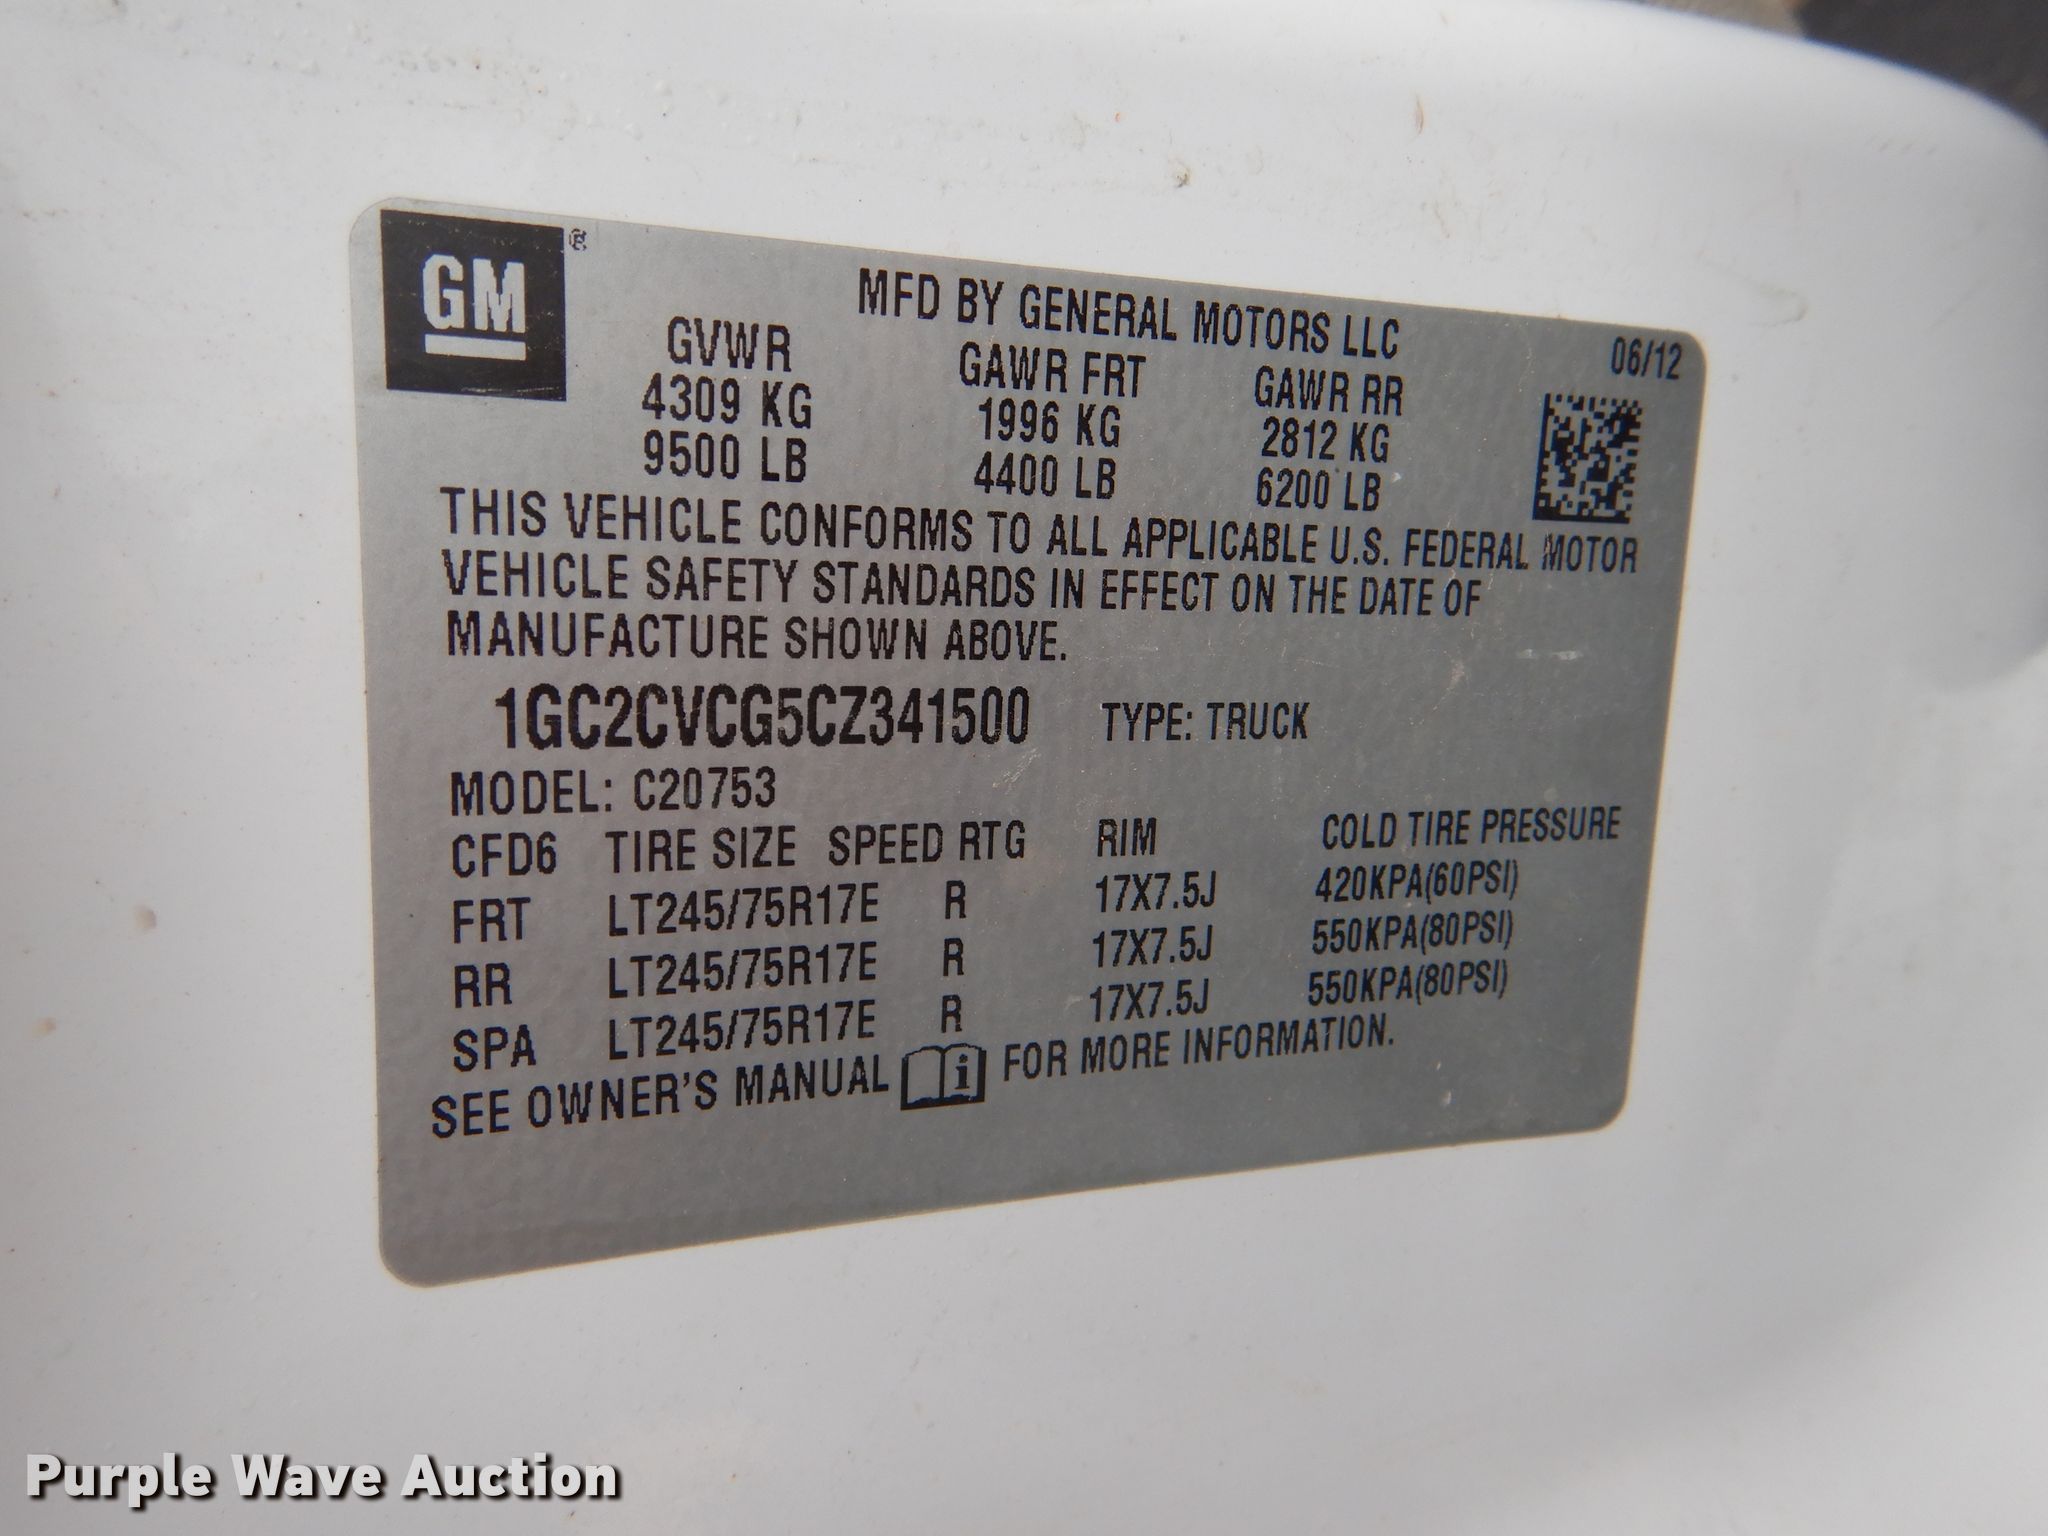 GM ®
MFD BY GENERAL MOTORS LLC
06/12
GVWR GAWR FRT GAWR RR
4309 KG 1996 KG 2812 KG
9500 LB 4400 LB 6200 LB
THIS VEHICLE CONFORMS TO ALL APPLICABLE U.S. FEDERAL MOTOR
VEHICLE SAFETY STANDARDS IN EFFECT ON THE DATE OF
MANUFACTURE SHOWN ABOVE.
1GC2CVCG5CZ341500 TYPE: TRUCK
MODEL: C20753
CFD6 TIRE SIZE SPEED RTG RIM COLD TIRE PRESSURE
FRT LT245/75R17E R 17X7.5J 420KPA(60PSI)
RR LT245/75R17E R 17X7.5J 550KPA(80PSI)
SPA LT245/75R17E R 17X7.5J 550KPA(80PSI)
SEE OWNER'S MANUAL i FOR MORE INFORMATION.
Purple Wave Auction